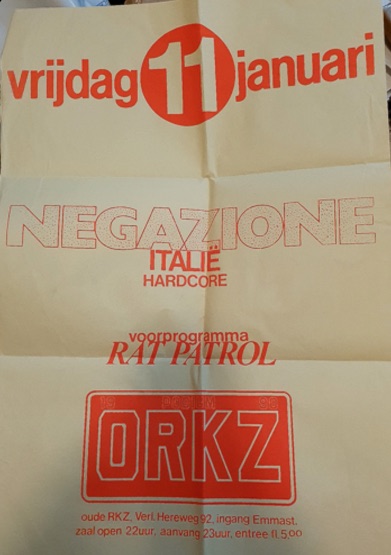 vrijdag 11 januari
NEGAZIONE
ITALIË
HARDCORE
voorprogramma
RAT PATROL
ORKZ
oude RKZ, Verl. Hereweg 92, ingang Emmast.
zaal open 22uur, aanvang 23uur, entree fl.5,00